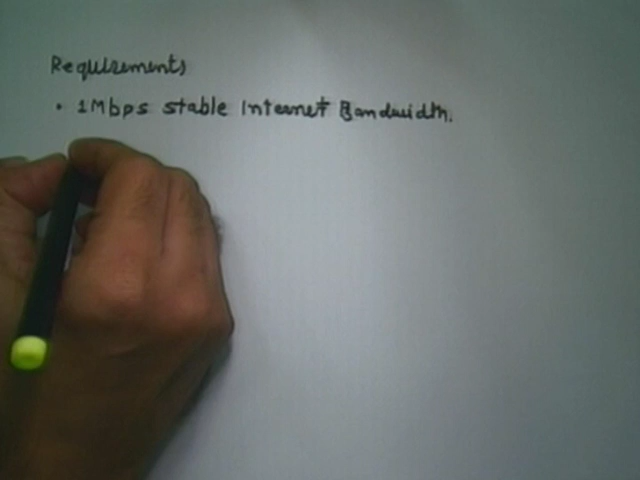 Requirements
• 1Mbps stable Internet Bandwidth.